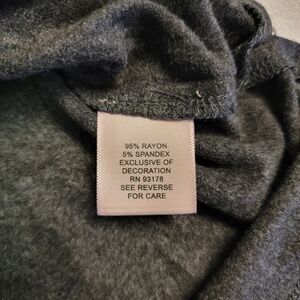 95% RAYON
5% SPANDEX
EXCLUSIVE OF
DECORATION
RN 93178
SEE REVERSE
FOR CARE